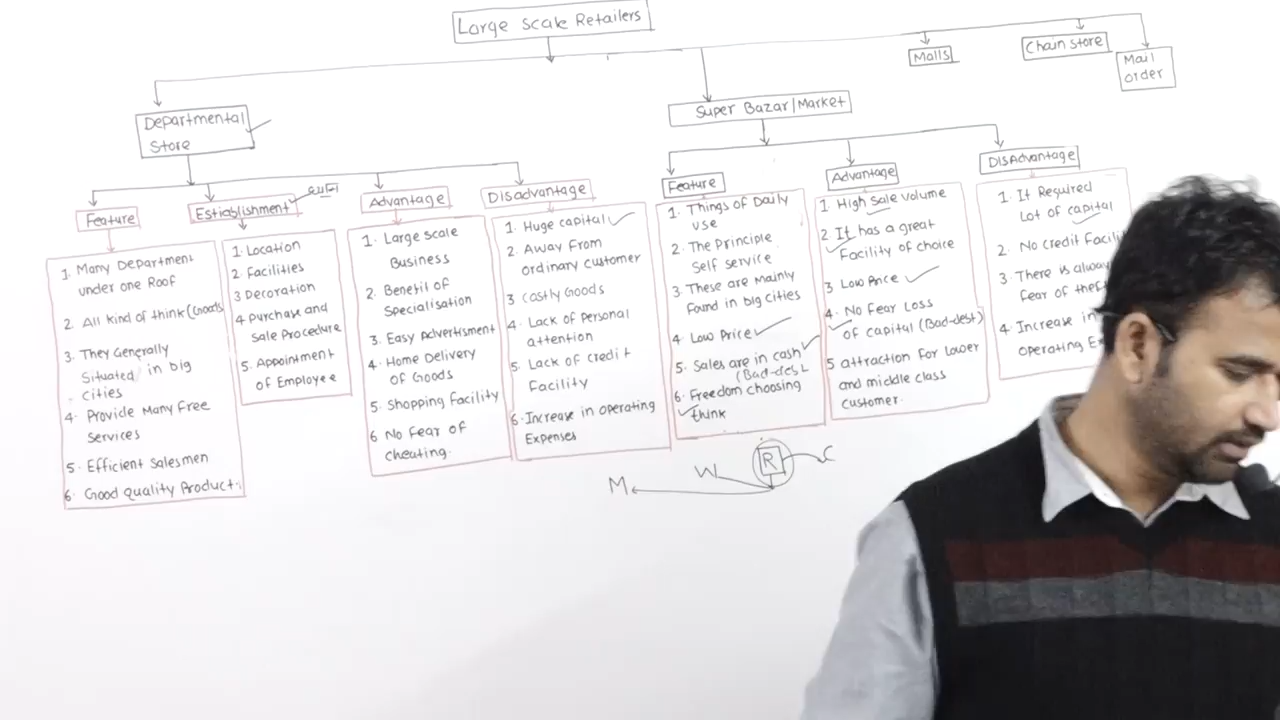 Large Scale Retailers
Malls
Chain store
Mail
order
Departmental
Store
Super Bazar/Market
Feature
Estiablishment
Advantage
DISadvantage
Feature
Advantage
DISAdvantage
1. Many Department
under one Roof
2. All kind of think (Goods
3. They Generally
Situated in big
cities
4. Provide Many Free
Services
5. Efficient Salesmen
6. Good quality Product.
1. Location
2 Facilities
3 Decoration
4 Purchase and
sale Procedure
5. Appointment
of Employee
1. Large scale
Business
2. Benefit of
Specialisation
3. Easy Advertisment
4. Home Delivery
of Goods
5. Shopping Facility
6 No Fear of
cheating.
1. Huge capital
2. Away From
ordinary customer
3 Costly Goods
4. Lack of Personal
attention
5. Lack of credit
Facility
6. Increase in operating
Expenses
1. Things of Daily
use
2. The Principle
Self service
3. These are mainly
Found in big cities
4 Low Price
5. Sales are in cash
6. Freedom choosing
think
1. High Sale volume
2 It has a great
Facility of choice
3 Low Price
4. No Fear Loss
of capital (Bad-dest)
5 attraction for Lower
and middle class
customer.
1. It Required
Lot of capital
2. No credit
3. There is
Fear of
4 Increase in
operating
M W R C